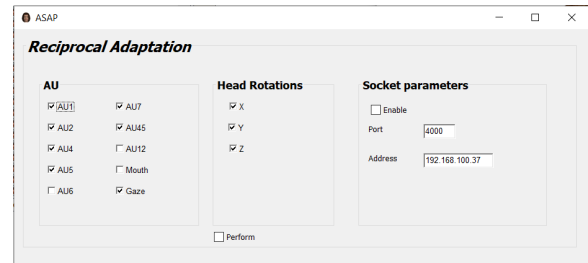 ASAP
Reciprocal Adaptation
AU
AU1
AU2
AU4
AU5
AU6
AU7
AU45
AU12
Mouth
Gaze
Head Rotations
X
Y
Z
Socket parameters
Enable
Port 4000
Address 192.168.100.37
Perform